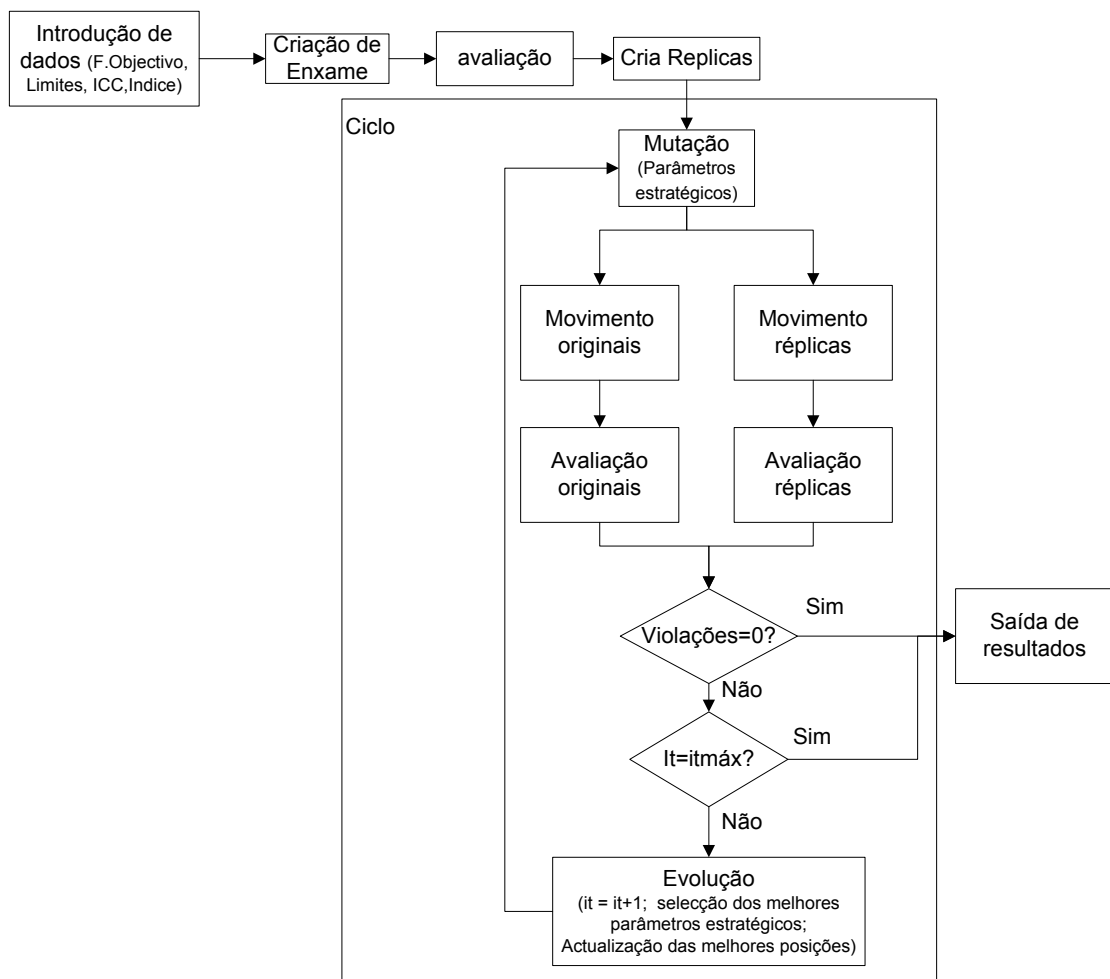 Introdução de
dados (F.Objectivo,
Limites, ICC,Indice)
Criação de
Enxame
avaliação
Cria Replicas
Ciclo
Mutação
(Parâmetros
estratégicos)
Movimento
originais
Movimento
réplicas
Avaliação
originais
Avaliação
réplicas
Violações=0?
Sim
Saída de
resultados
Não
It=itmáx?
Sim
Não
Evolução
(it = it+1; selecção dos melhores
parâmetros estratégicos;
Actualização das melhores posições)